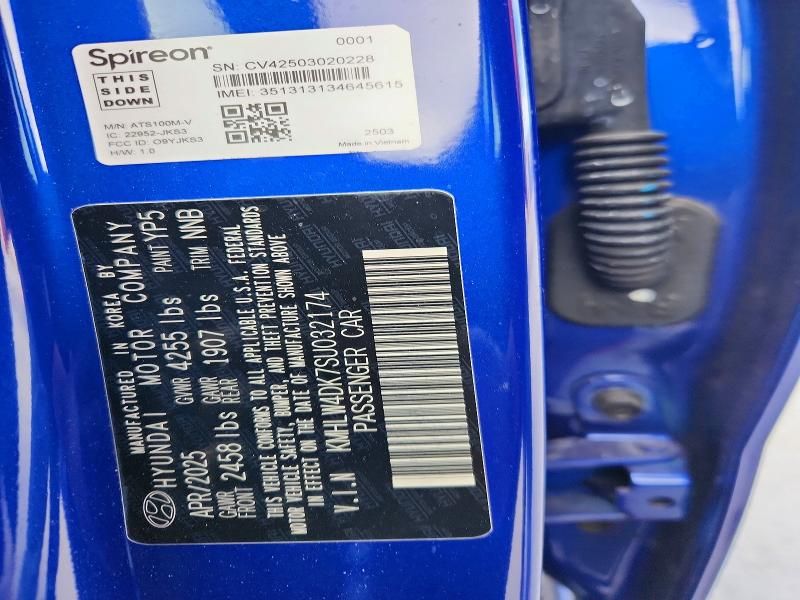 Spireon®
0001
THIS
SIDE
DOWN
SN: CV42503020228
IMEI: 351313134645615
M/N: ATS100M-V
IC: 22952-JKS3
FCC ID: O9YJKS3
H/W: 1.0
2503
Made in Vietnam
MANUFACTURED IN KOREA BY
HYUNDAI MOTOR COMPANY
APR/2025 GVWR 4255 lbs PAINT YP5
GAWR FRONT 2458 lbs GAWR REAR 1907 lbs TRIM NNB
THIS VEHICLE CONFORMS TO ALL APPLICABLE U.S.A. FEDERAL
MOTOR VEHICLE SAFETY, BUMPER, AND THEFT PREVENTION STANDARDS
IN EFFECT ON THE DATE OF MANUFACTURE SHOWN ABOVE
V.I.N KMHLW4DK7SU032174
PASSENGER CAR